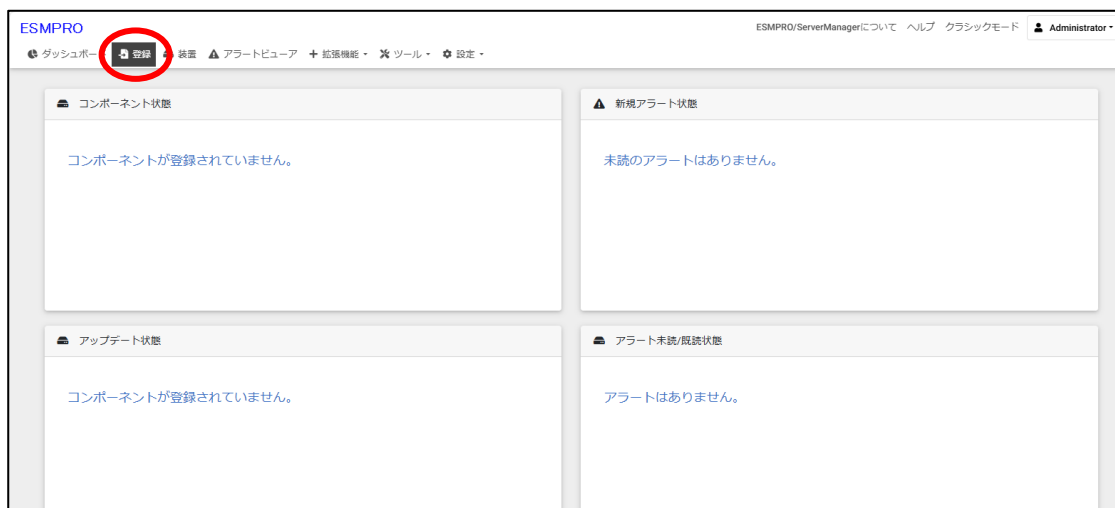 ESMPRO
ESMPRO/ServerManagerについて ヘルプ クラシックモード Administrator
ダッシュボー 登録 装置 アラートビューア 拡張機能 ツール 設定
コンポーネント状態
新規アラート状態
コンポーネントが登録されていません。
未読のアラートはありません。
アップデート状態
アラート未読/既読状態
コンポーネントが登録されていません。
アラートはありません。